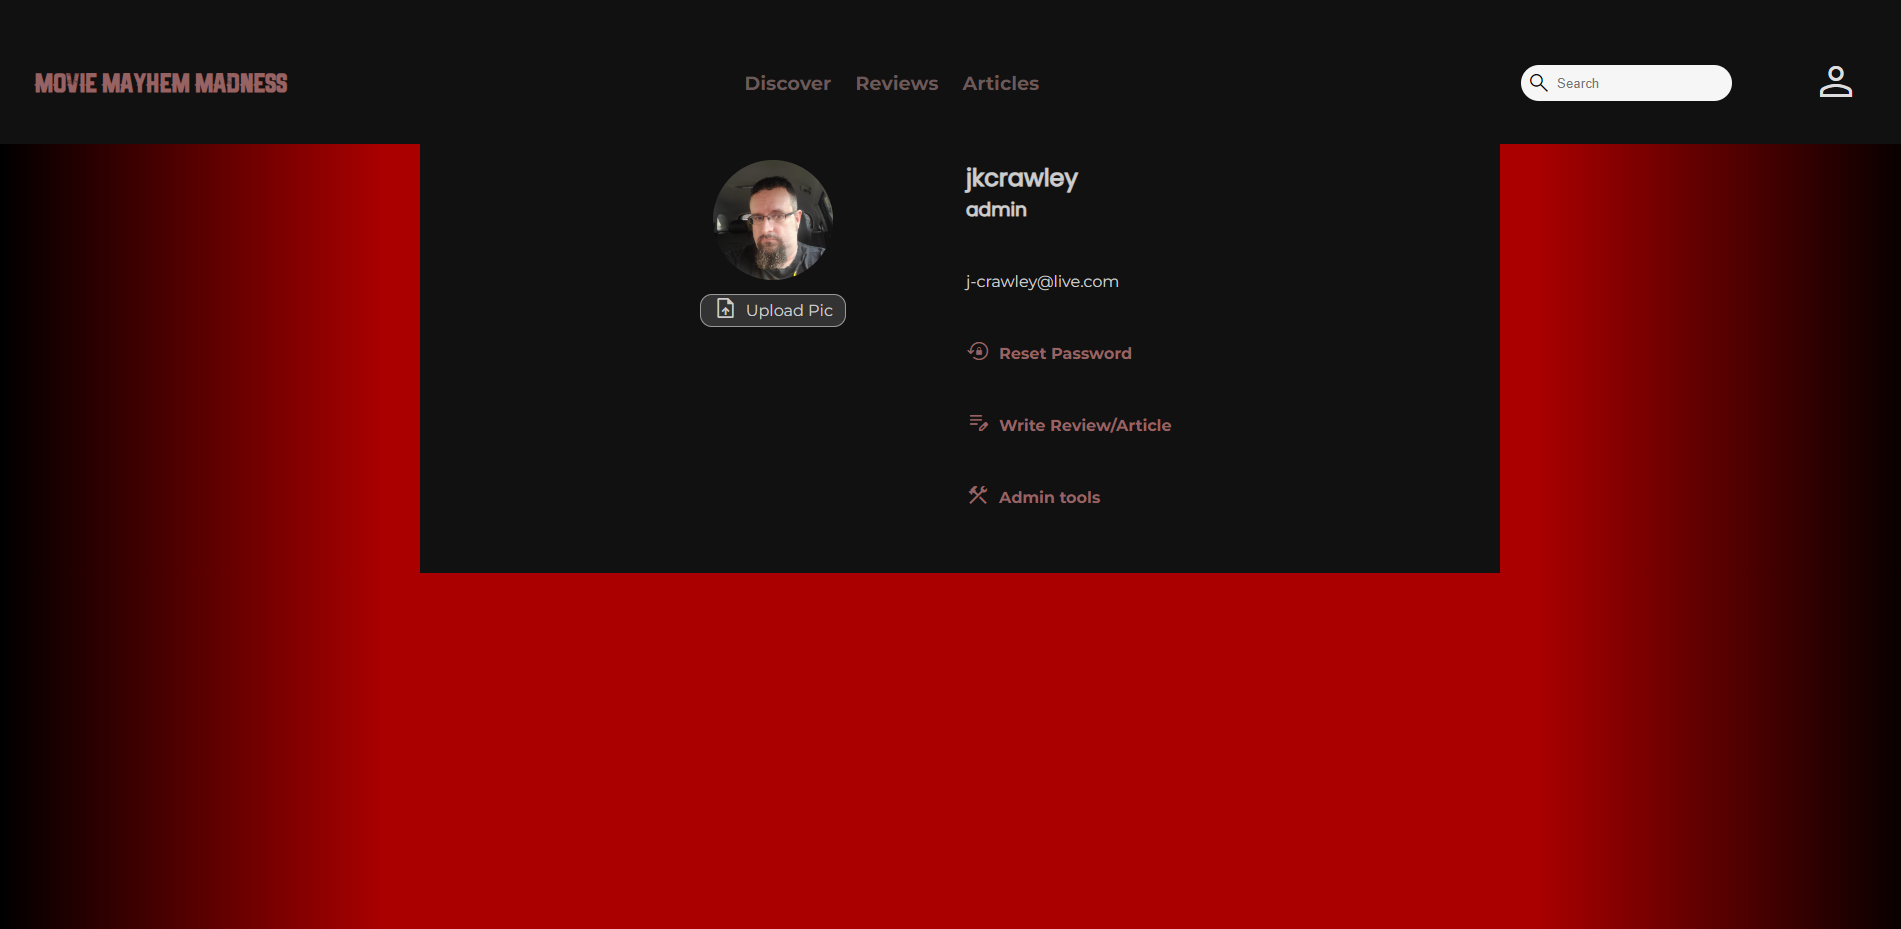 MOVIE MAYHEM MADNESS
Discover Reviews Articles
Search
jkcrawley
admin
j-crawley@live.com
Upload Pic
Reset Password
Write Review/Article
Admin tools